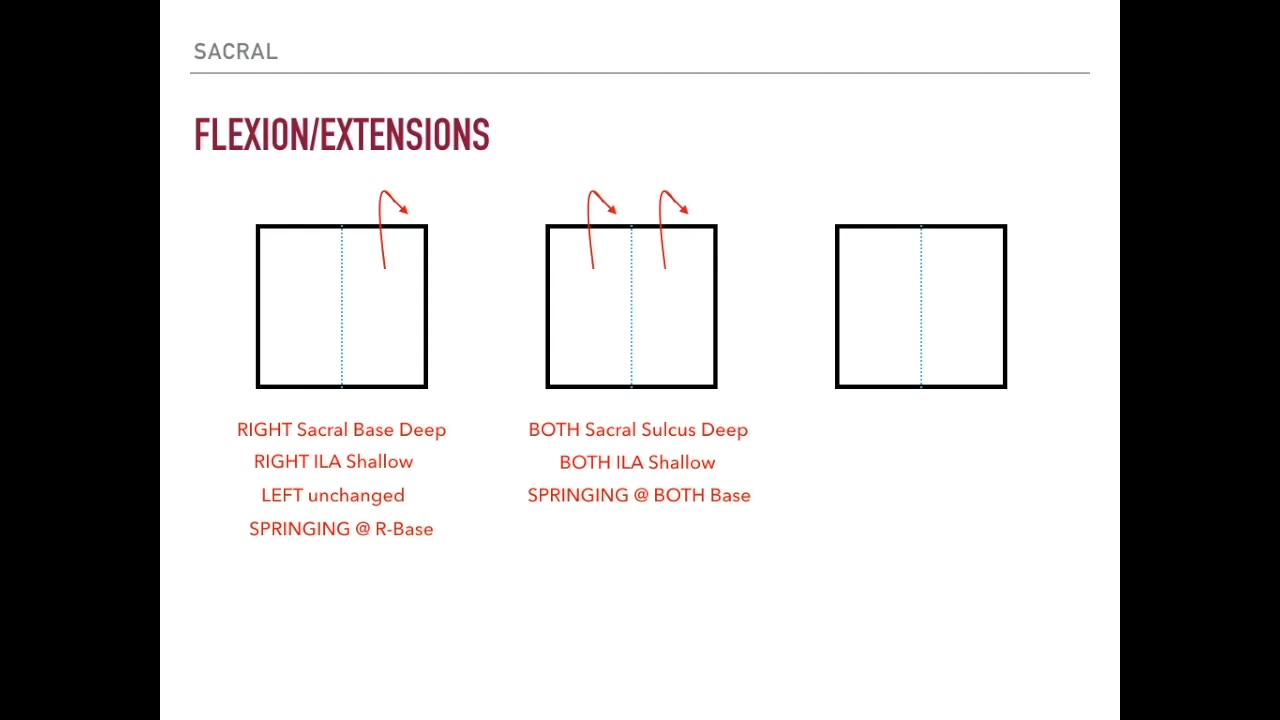 SACRAL
FLEXION/EXTENSIONS
RIGHT Sacral Base Deep
RIGHT ILA Shallow
LEFT unchanged
SPRINGING @ R-Base
BOTH Sacral Sulcus Deep
BOTH ILA Shallow
SPRINGING @ BOTH Base